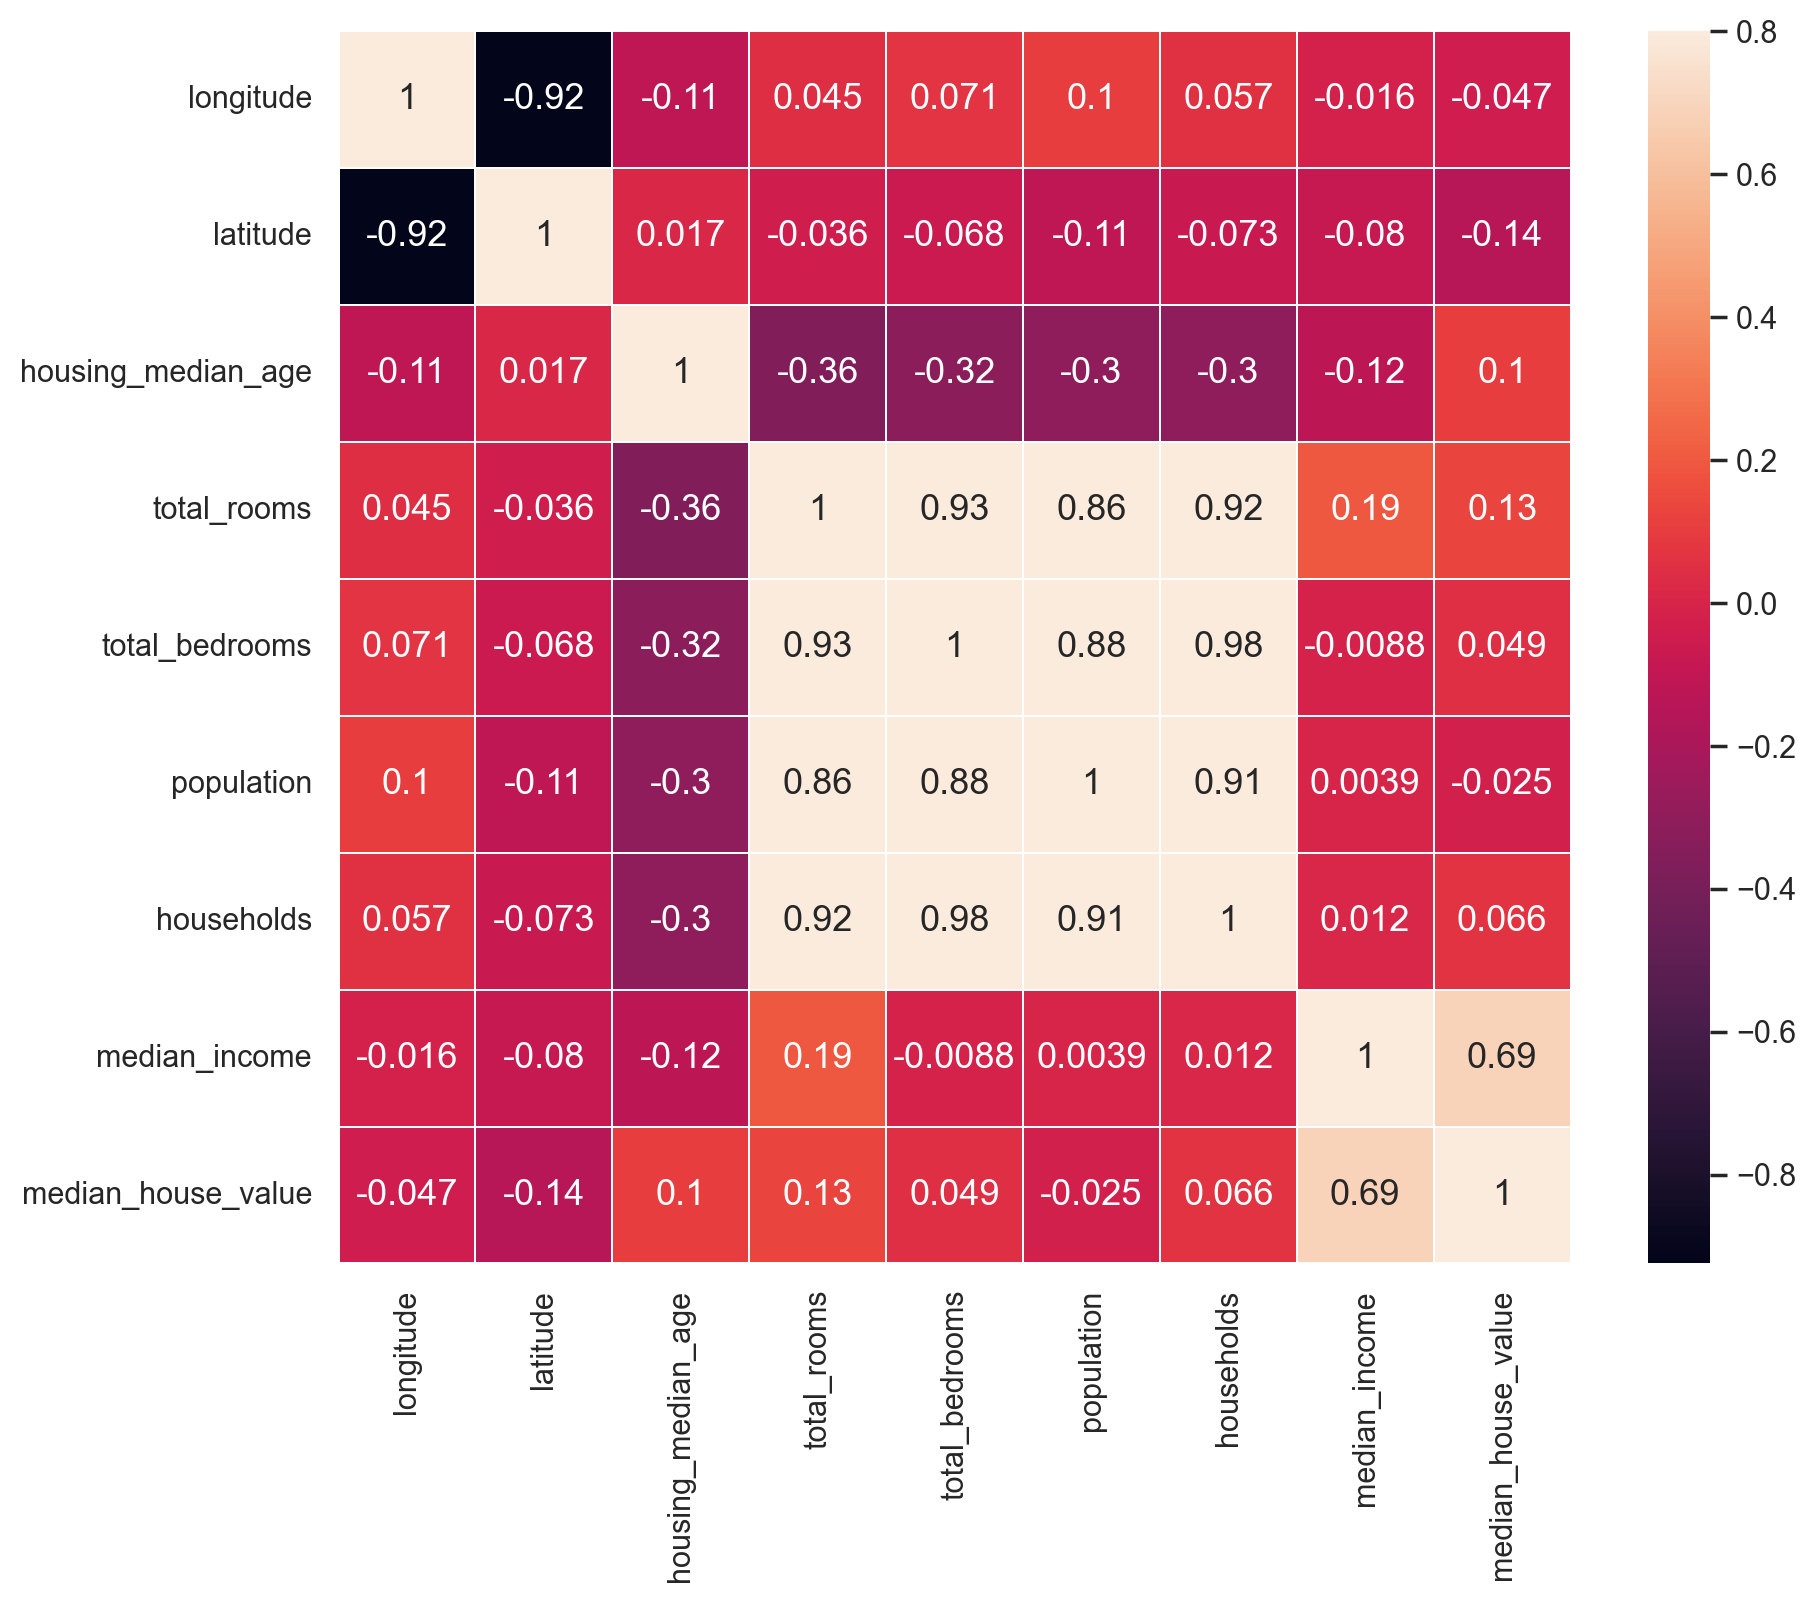 longitude 1 -0.92 -0.11 0.045 0.071 0.1 0.057 -0.016 -0.047
latitude -0.92 1 0.017 -0.036 -0.068 -0.11 -0.073 -0.08 -0.14
housing_median_age -0.11 0.017 1 -0.36 -0.32 -0.3 -0.3 -0.12 0.1
total_rooms 0.045 -0.036 -0.36 1 0.93 0.86 0.92 0.19 0.13
total_bedrooms 0.071 -0.068 -0.32 0.93 1 0.88 0.98 -0.0088 0.049
population 0.1 -0.11 -0.3 0.86 0.88 1 0.91 0.0039 -0.025
households 0.057 -0.073 -0.3 0.92 0.98 0.91 1 0.012 0.066
median_income -0.016 -0.08 -0.12 0.19 -0.0088 0.0039 0.012 1 0.69
median_house_value -0.047 -0.14 0.1 0.13 0.049 -0.025 0.066 0.69 1
longitude
latitude
housing_median_age
total_rooms
total_bedrooms
population
households
median_income
median_house_value
0.8
0.6
0.4
0.2
0.0
−0.2
−0.4
−0.6
−0.8